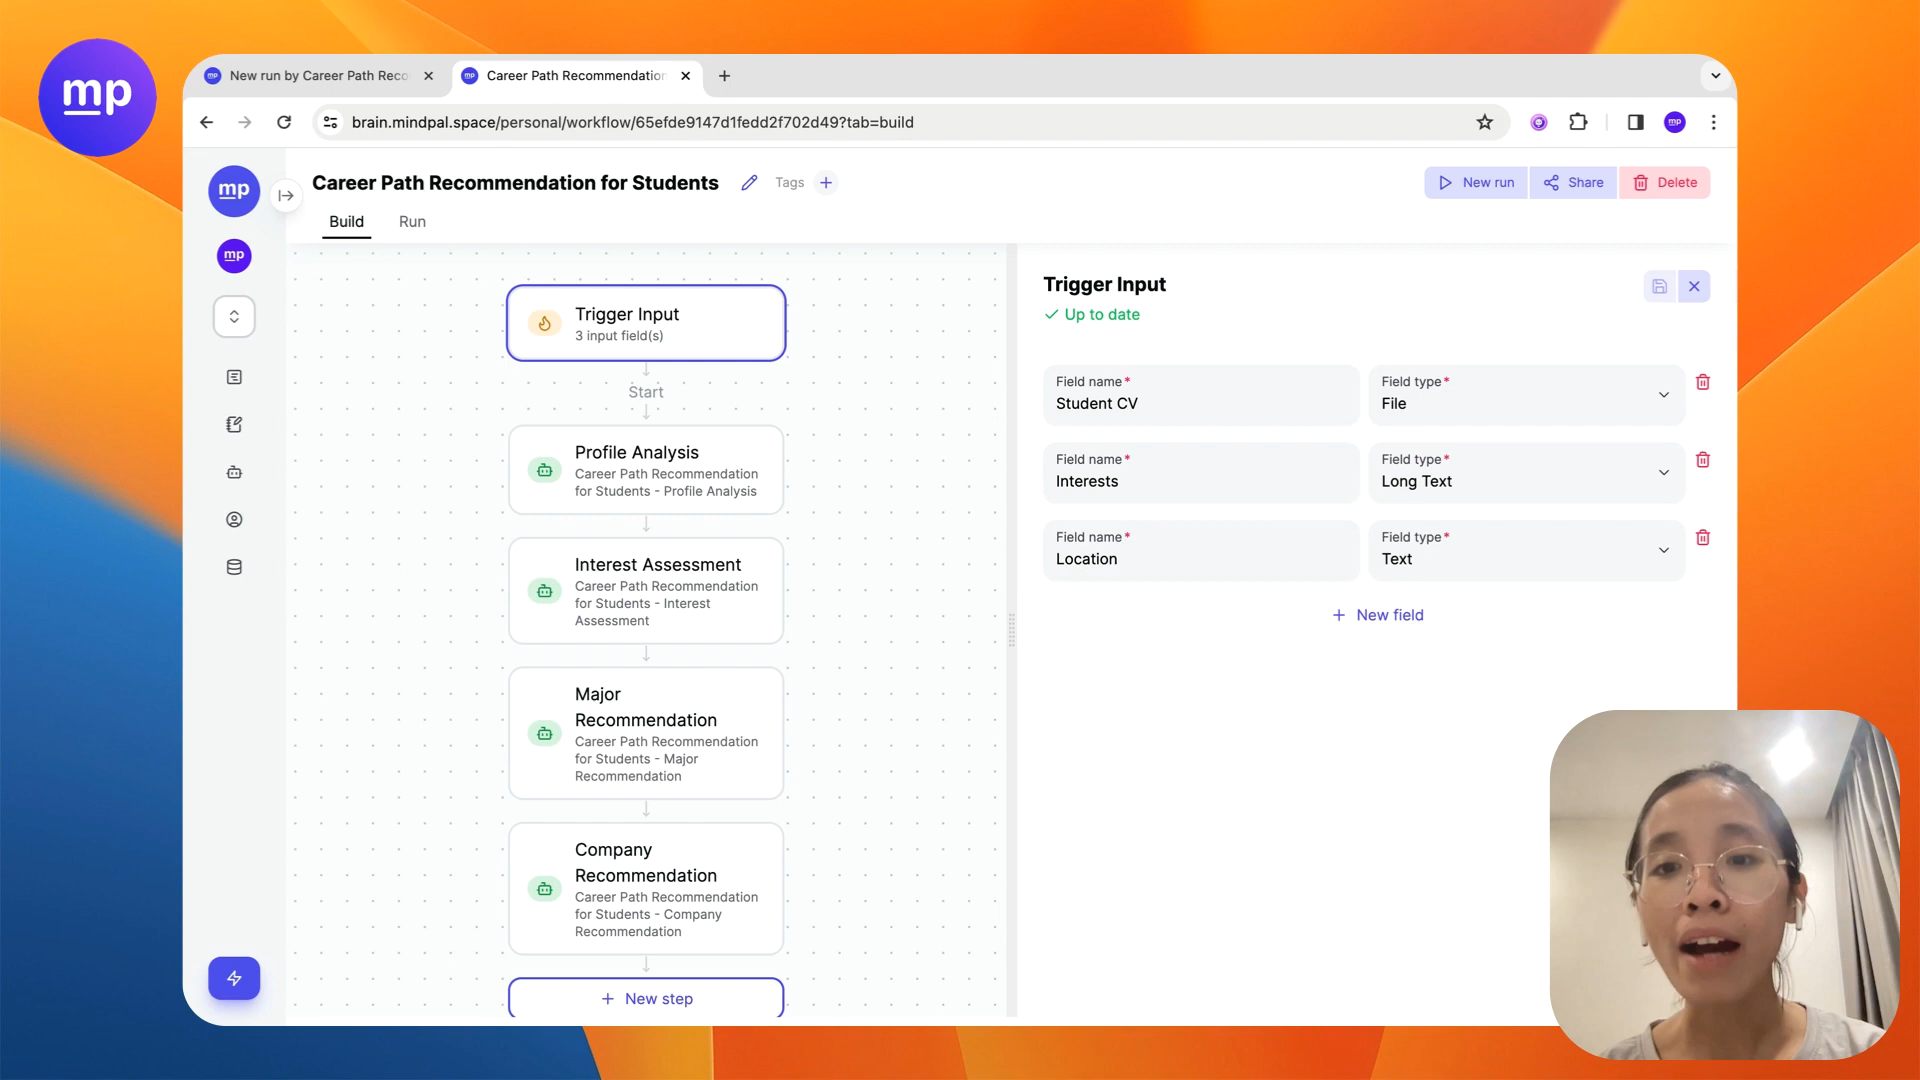 mp
New run by Career Path Reco
Career Path Recommendation
brain.mindpal.space/personal/workflow/65efde9147d1fedd2f702d49?tab=build
mp
mp
Career Path Recommendation for Students
Tags
New run
Share
Delete
mp
Build
Run
Trigger Input
3 input field(s)
Start
Profile Analysis
Career Path Recommendation
for Students - Profile Analysis
Interest Assessment
Career Path Recommendation
for Students - Interest
Assessment
Major
Recommendation
Career Path Recommendation
for Students - Major
Recommendation
Company
Recommendation
Career Path Recommendation
for Students - Company
Recommendation
New step
Trigger Input
Up to date
Field name*
Student CV
Field type*
File
Field name*
Interests
Field type*
Long Text
Field name*
Location
Field type*
Text
New field